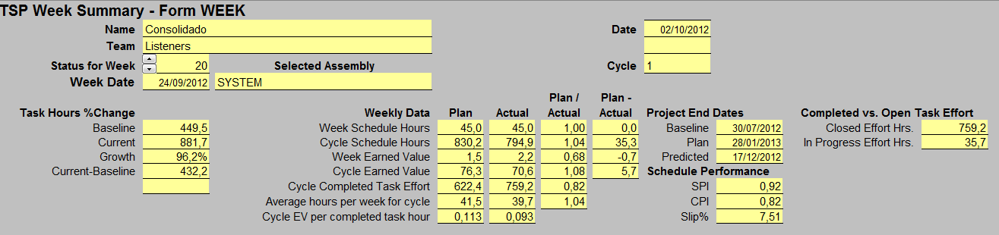 TSP Week Summary - Form WEEK
Name Consolidado Date 02/10/2012
Team Listeners
Status for Week 20 Selected Assembly Cycle 1
Week Date 24/09/2012 SYSTEM
Plan / Plan -
Task Hours %Change Weekly Data Plan Actual Actual Actual Project End Dates Completed vs. Open Task Effort
Baseline 449,5 Week Schedule Hours 45,0 45,0 1,00 0,0 Baseline 30/07/2012 Closed Effort Hrs. 759,2
Current 881,7 Cycle Schedule Hours 830,2 794,9 1,04 35,3 Plan 28/01/2013 In Progress Effort Hrs. 35,7
Growth 96,2% Week Earned Value 1,5 2,2 0,68 -0,7 Predicted 17/12/2012
Current-Baseline 432,2 Cycle Earned Value 76,3 70,6 1,08 5,7 Schedule Performance
Cycle Completed Task Effort 622,4 759,2 0,82 SPI 0,92
Average hours per week for cycle 41,5 39,7 1,04 CPI 0,82
Cycle EV per completed task hour 0,113 0,093 Slip% 7,51